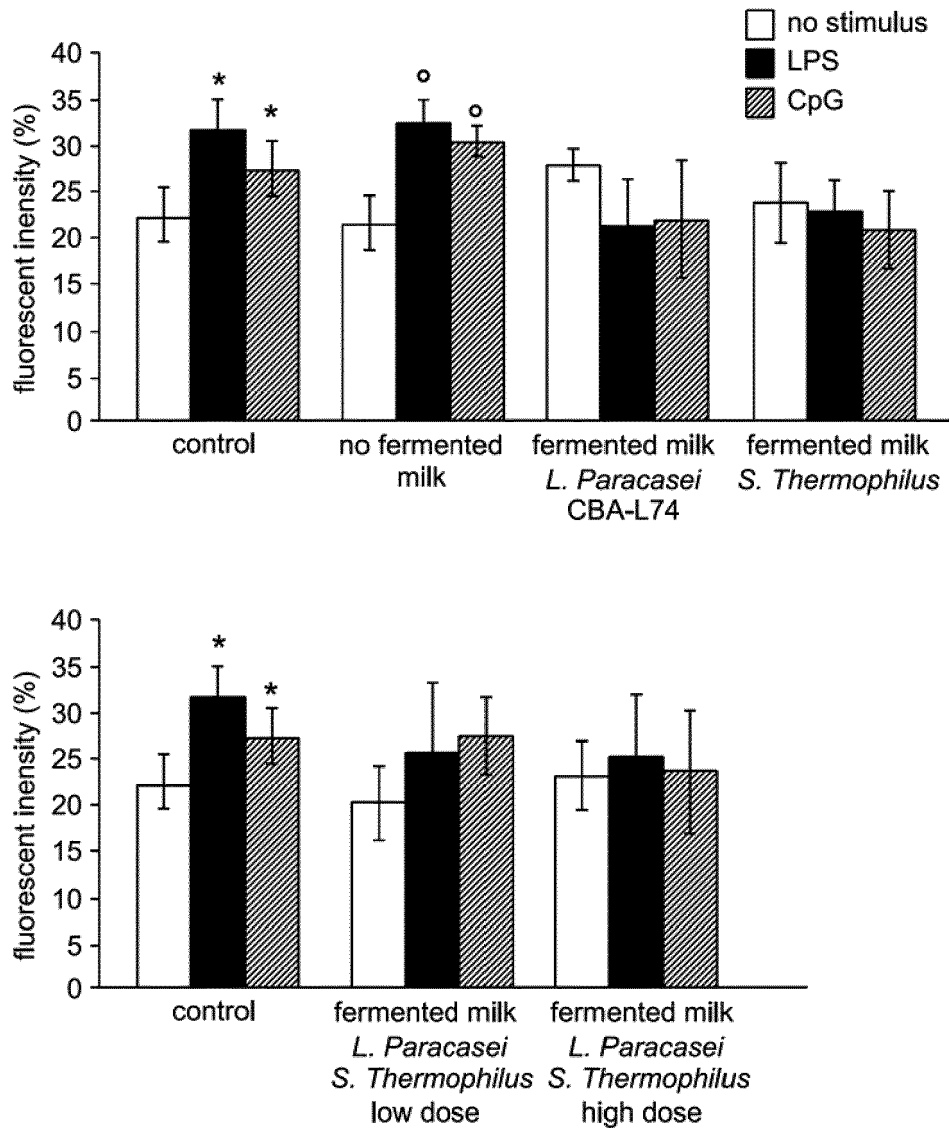 no stimulus
LPS
CpG
fluorescent inensity (%)
40
35
30
25
20
15
10
5
0
* * ° °
control
no fermented
milk
fermented milk
L. Paracasei
CBA-L74
fermented milk
S. Thermophilus
fluorescent inensity (%)
40
35
30
25
20
15
10
5
0
* *
control
fermented milk
L. Paracasei
S. Thermophilus
low dose
fermented milk
L. Paracasei
S. Thermophilus
high dose